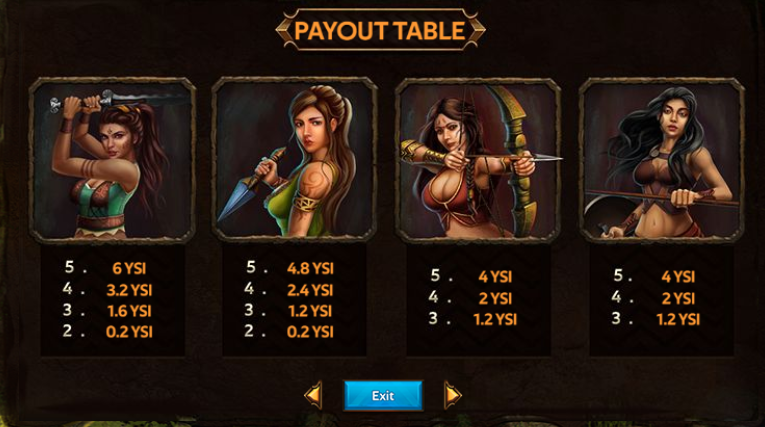 PAYOUT TABLE
5 . 6 YSI
4 . 3.2 YSI
3 . 1.6 YSI
2 . 0.2 YSI
5 . 4.8 YSI
4 . 2.4 YSI
3 . 1.2 YSI
2 . 0.2 YSI
5 . 4 YSI
4 . 2 YSI
3 . 1.2 YSI
5 . 4 YSI
4 . 2 YSI
3 . 1.2 YSI
Exit